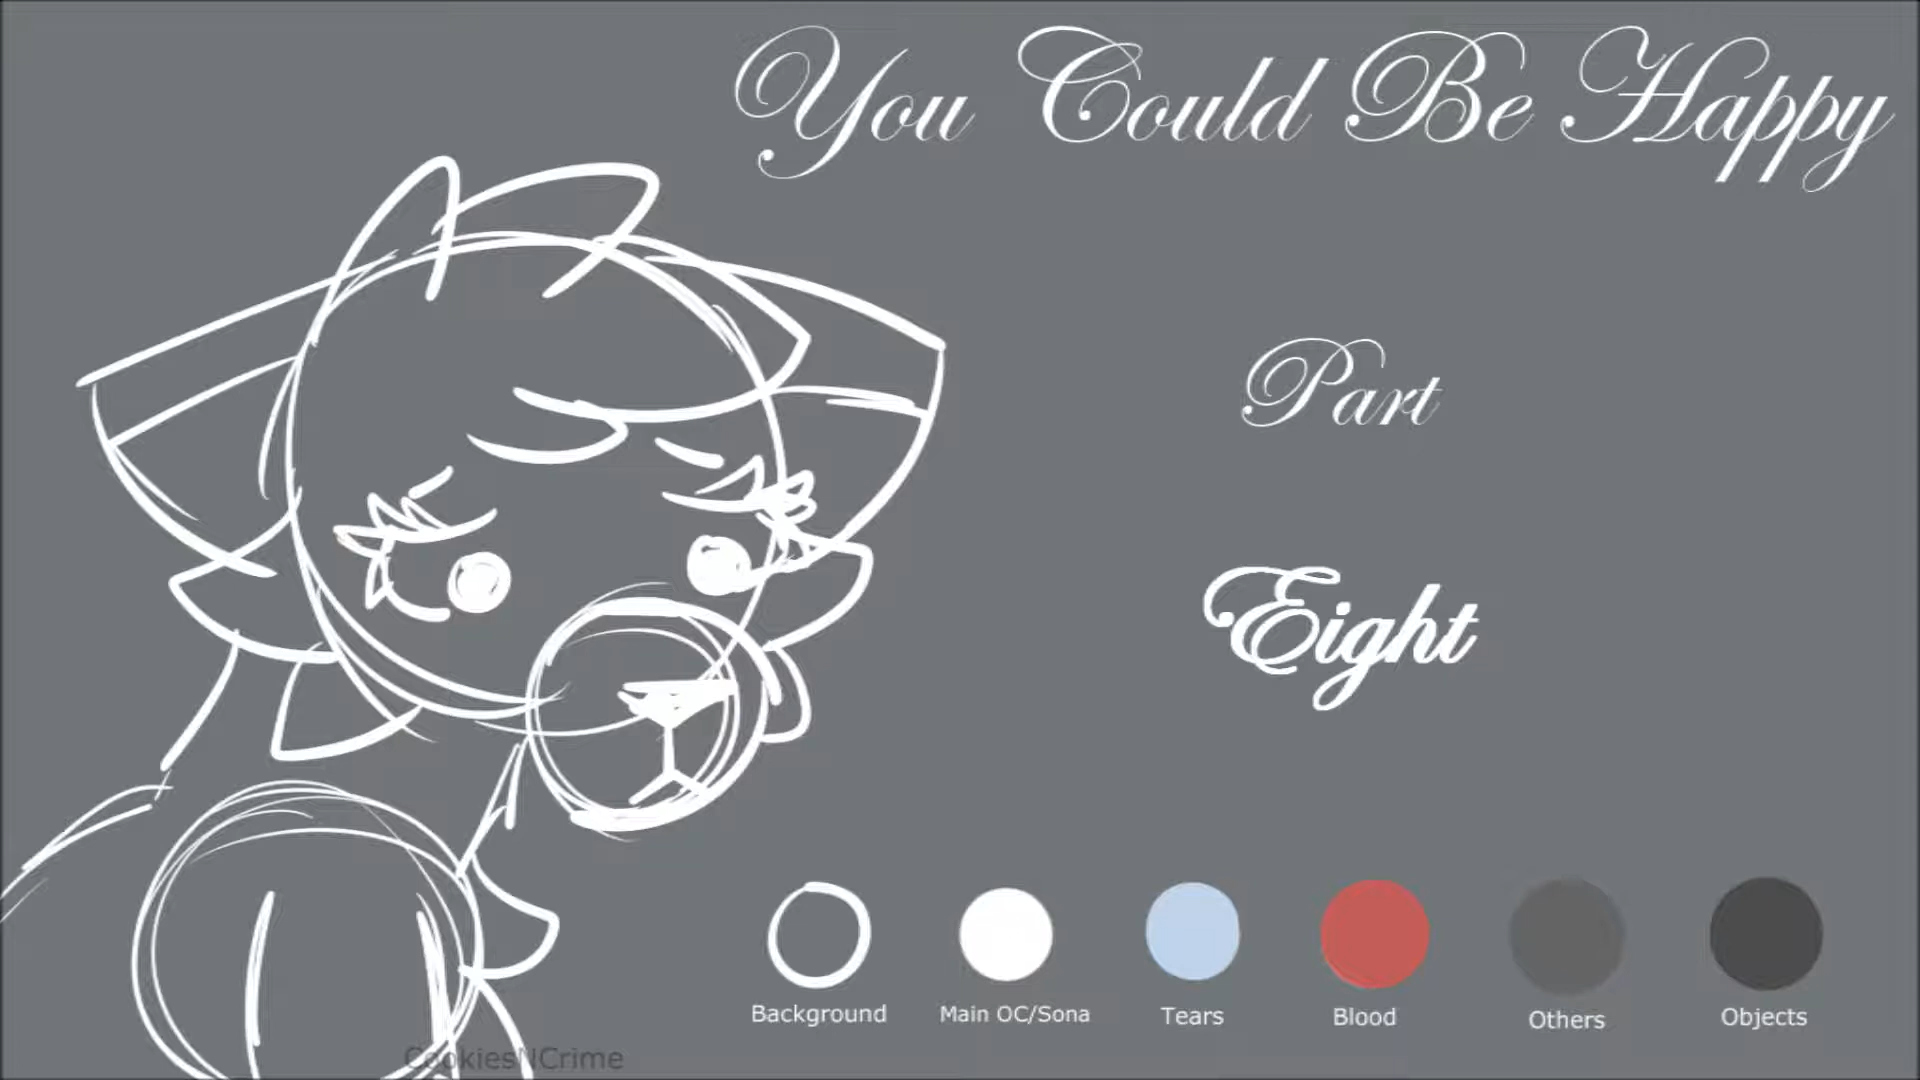 You Could Be Happy
Part
Eight
Background Main OC/Sona Tears Blood Others Objects
CookiesNCrime